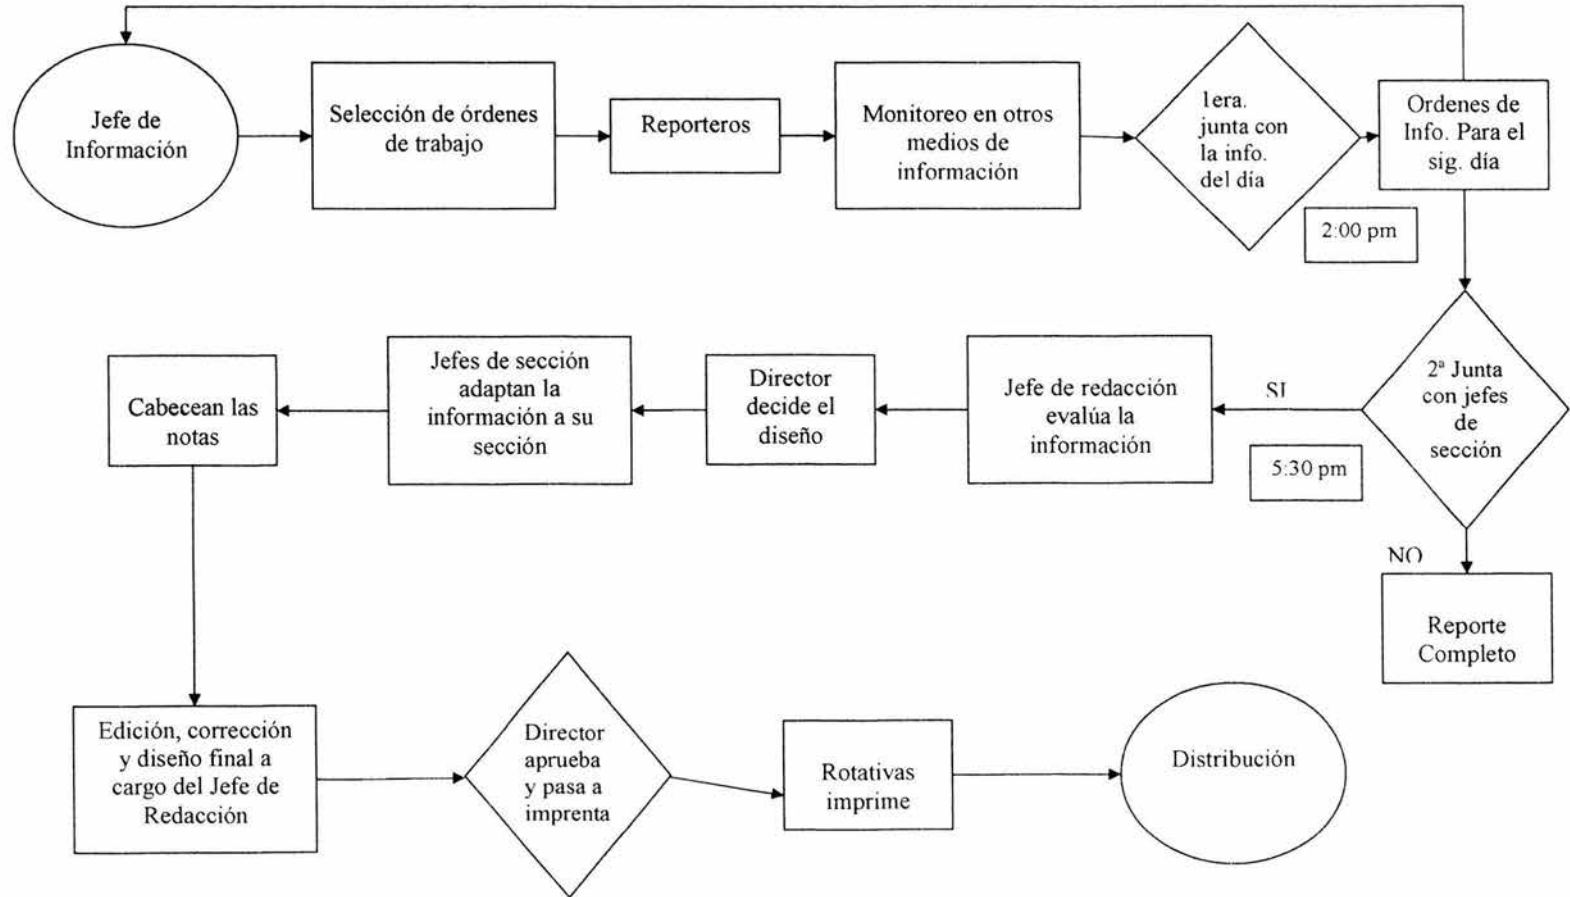 Jefe de
Información
Selección de órdenes
de trabajo
Reporteros
Monitoreo en otros
medios de
información
1era.
junta con
la info.
del día
Ordenes de
Info. Para el
sig. día
2:00 pm
2ª Junta
con jefes
de
sección
SI
5:30 pm
Jefe de redacción
evalúa la
información
Director
decide el
diseño
Jefes de sección
adaptan la
información a su
sección
Cabecean las
notas
NO
Reporte
Completo
Edición, corrección
y diseño final a
cargo del Jefe de
Redacción
Director
aprueba
y pasa a
imprenta
Rotativas
imprime
Distribución